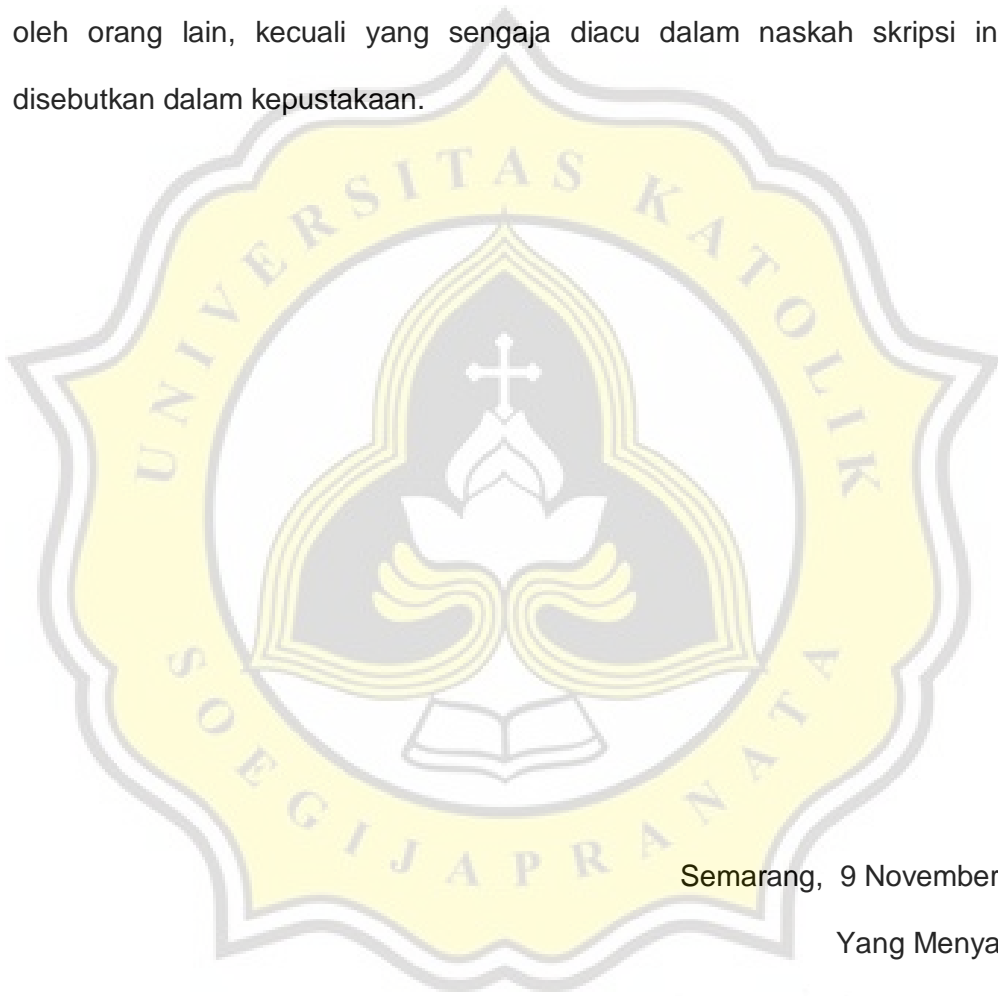 oleh orang lain, kecuali yang sengaja diacu dalam naskah skripsi in
disebutkan dalam kepustakaan.
UNIVERSITAS KATOLIK
SOEGIJAPRANATA
Semarang, 9 November
Yang Menya